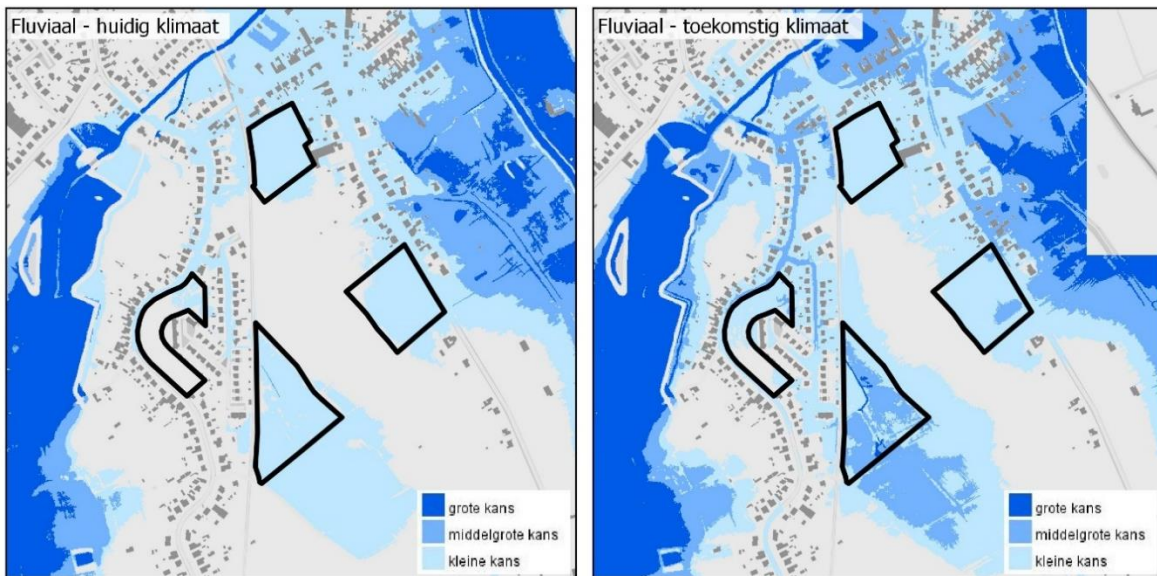 Fluviaal - huidig klimaat
grote kans
middelgrote kans
kleine kans
Fluviaal - toekomstig klimaat
grote kans
middelgrote kans
kleine kans